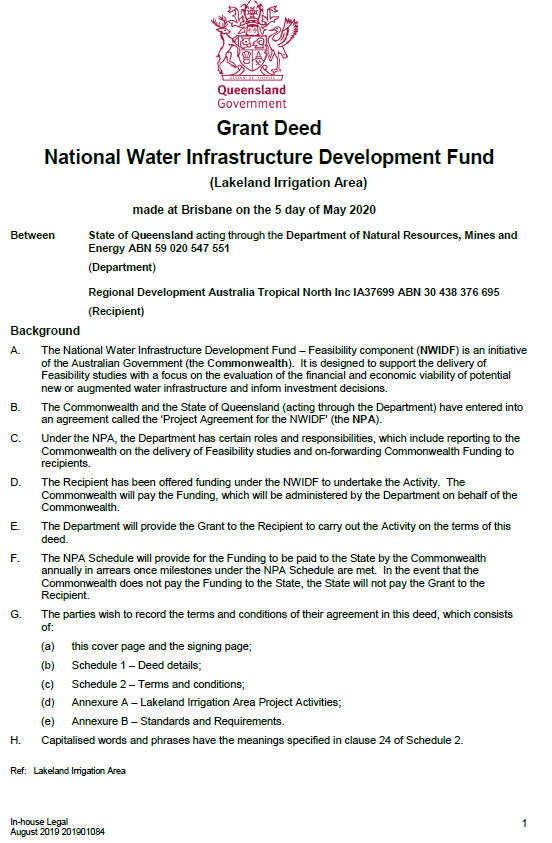 Queensland
Government
Grant Deed
National Water Infrastructure Development Fund
(Lakeland Irrigation Area)
made at Brisbane on the 5 day of May 2020
Between State of Queensland acting through the Department of Natural Resources, Mines and
Energy ABN 59 020 547 551
(Department)
Regional Development Australia Tropical North Inc IA37699 ABN 30 438 376 695
(Recipient)
Background
A. The National Water Infrastructure Development Fund – Feasibility component (NWIDF) is an initiative
of the Australian Government (the Commonwealth). It is designed to support the delivery of
Feasibility studies with a focus on the evaluation of the financial and economic viability of potential
new or augmented water infrastructure and inform investment decisions.
B. The Commonwealth and the State of Queensland (acting through the Department) have entered into
an agreement called the 'Project Agreement for the NWIDF' (the NPA).
C. Under the NPA, the Department has certain roles and responsibilities, which include reporting to the
Commonwealth on the delivery of Feasibility studies and on-forwarding Commonwealth Funding to
recipients.
D. The Recipient has been offered funding under the NWIDF to undertake the Activity. The
Commonwealth will pay the Funding, which will be administered by the Department on behalf of the
Commonwealth.
E. The Department will provide the Grant to the Recipient to carry out the Activity on the terms of this
deed.
F. The NPA Schedule will provide for the Funding to be paid to the State by the Commonwealth
annually in arrears once milestones under the NPA Schedule are met. In the event that the
Commonwealth does not pay the Funding to the State, the State will not pay the Grant to the
Recipient.
G. The parties wish to record the terms and conditions of their agreement in this deed, which consists
of:
(a) this cover page and the signing page;
(b) Schedule 1 – Deed details;
(c) Schedule 2 – Terms and conditions;
(d) Annexure A – Lakeland Irrigation Area Project Activities;
(e) Annexure B – Standards and Requirements.
H. Capitalised words and phrases have the meanings specified in clause 24 of Schedule 2.
Ref: Lakeland Irrigation Area
In-house Legal 1
August 2019 201901084